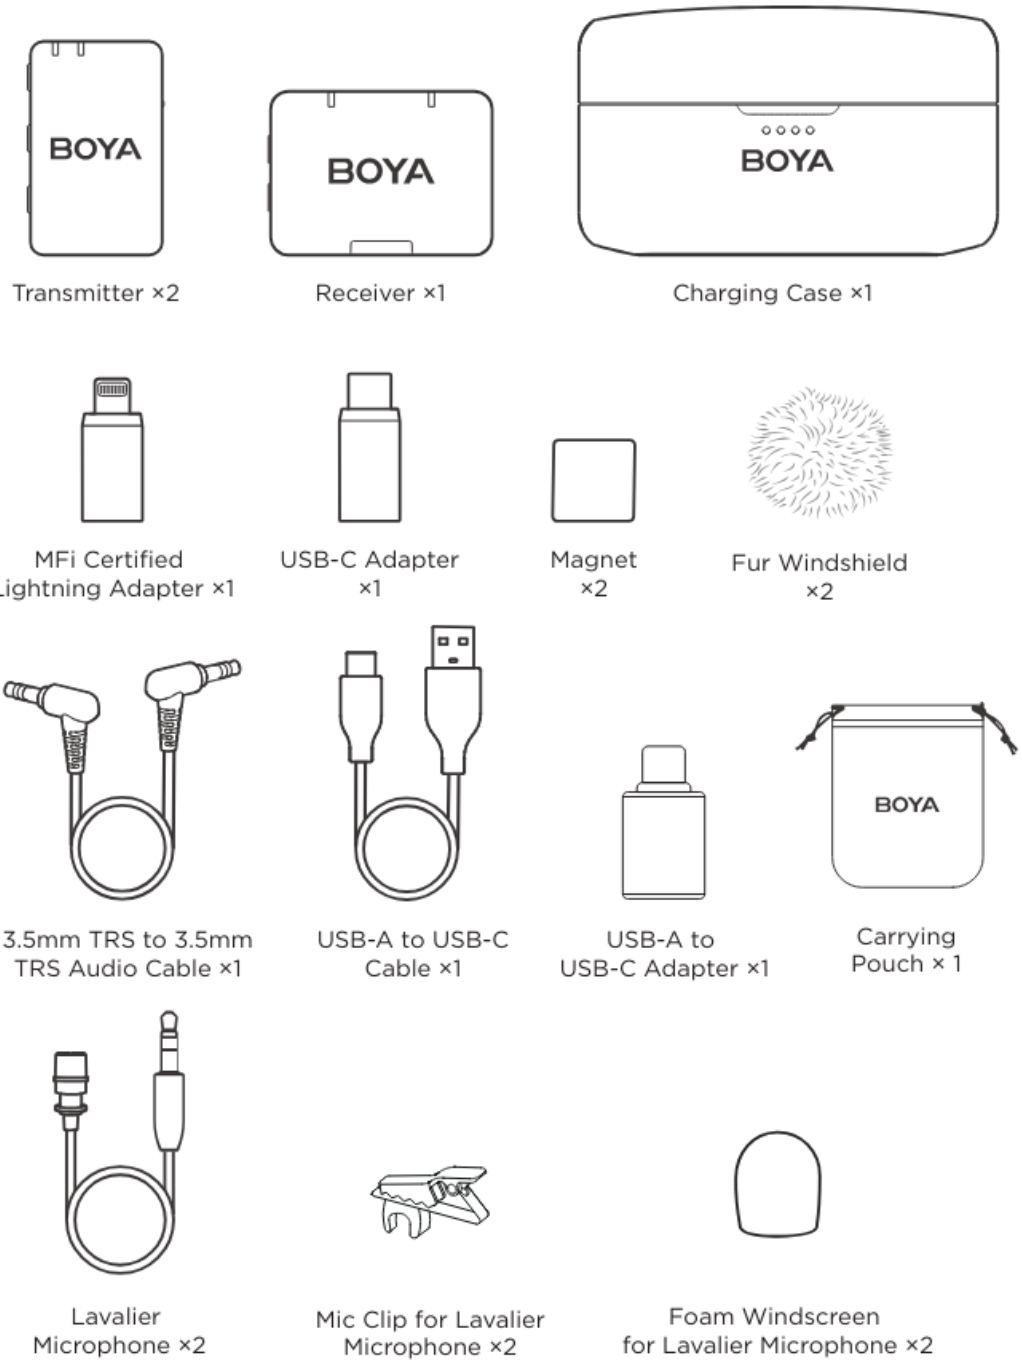 BOYA
BOYA
BOYA
Transmitter ×2
Receiver ×1
Charging Case ×1
MFi Certified
Lightning Adapter ×1
USB-C Adapter
×1
Magnet
×2
Fur Windshield
×2
BOYA
3.5mm TRS to 3.5mm
TRS Audio Cable ×1
USB-A to USB-C
Cable ×1
USB-A to
USB-C Adapter ×1
Carrying
Pouch × 1
Lavalier
Microphone ×2
Mic Clip for Lavalier
Microphone ×2
Foam Windscreen
for Lavalier Microphone ×2